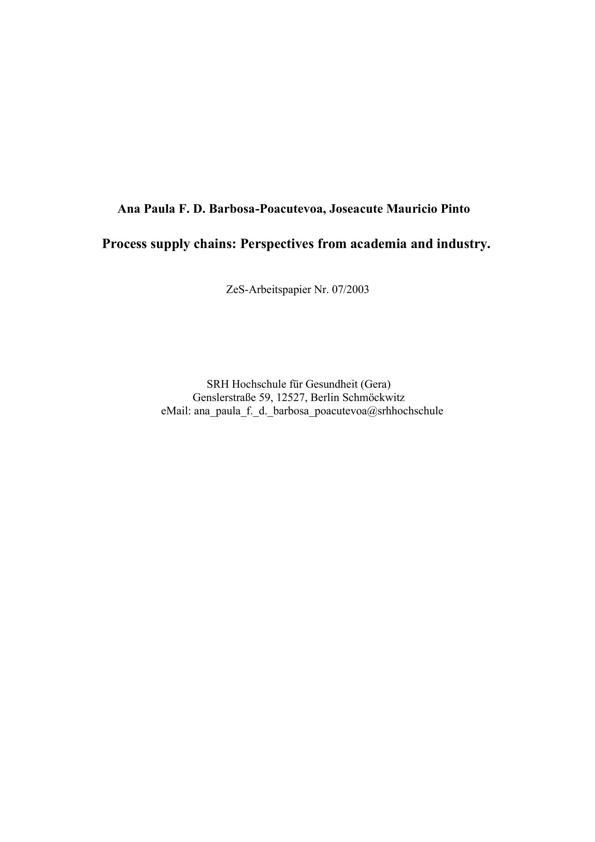 Ana Paula F. D. Barbosa-Poacutevoa, Joseacute Mauricio Pinto
Process supply chains: Perspectives from academia and industry.
ZeS-Arbeitspapier Nr. 07/2003
SRH Hochschule für Gesundheit (Gera)
Genslerstraße 59, 12527, Berlin Schmöckwitz
eMail: ana_paula_f._d._barbosa_poacutevoa@srhhochschule